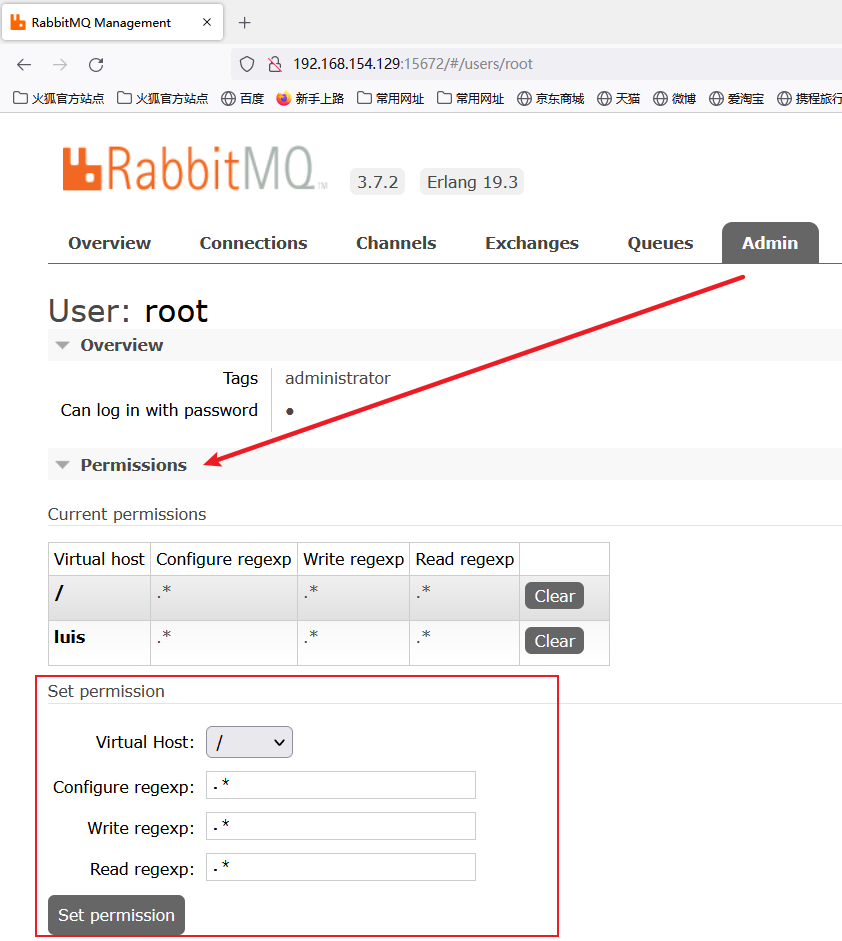 RabbitMQ Management
192.168.154.129:15672/#/users/root
火狐官方站点 火狐官方站点 百度 新手上路 常用网址 常用网址 京东商城 天猫 微博 爱淘宝 携程旅行
RabbitMQ TM 3.7.2 Erlang 19.3
Overview Connections Channels Exchanges Queues Admin
User: root
Overview
Tags administrator
Can log in with password ●
Permissions
Current permissions
Virtual host Configure regexp Write regexp Read regexp
/ .* .* .* Clear
luis .* .* .* Clear
Set permission
Virtual Host: /
Configure regexp: .*
Write regexp: .*
Read regexp: .*
Set permission